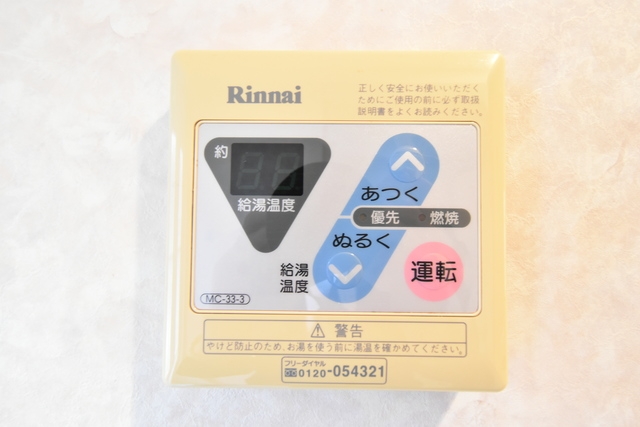 Rinnai
正しく安全にお使いいただく
ためにご使用の前に必ず取扱
説明書をよくお読みください。
約
給湯温度
あつく
優先 燃焼
ぬるく
給湯
温度
運転
MC-33-3
⚠ 警告
やけど防止のため、お湯を使う前に湯温を確かめてください。
フリーダイヤル
0120-054321